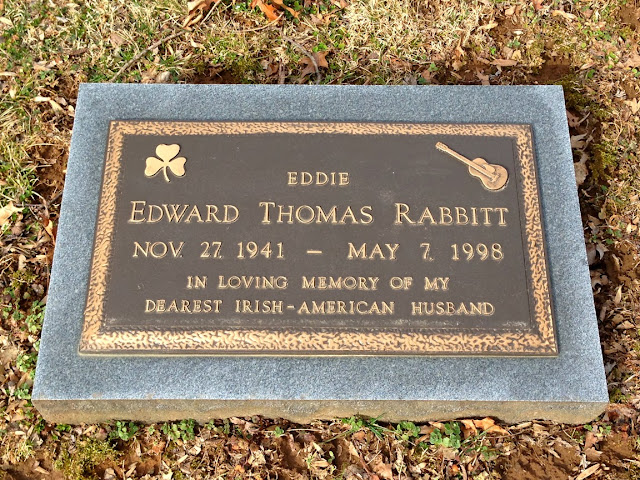 EDDIE
EDWARD THOMAS RABBITT
NOV. 27, 1941 – MAY 7, 1998
IN LOVING MEMORY OF MY
DEAREST IRISH-AMERICAN HUSBAND